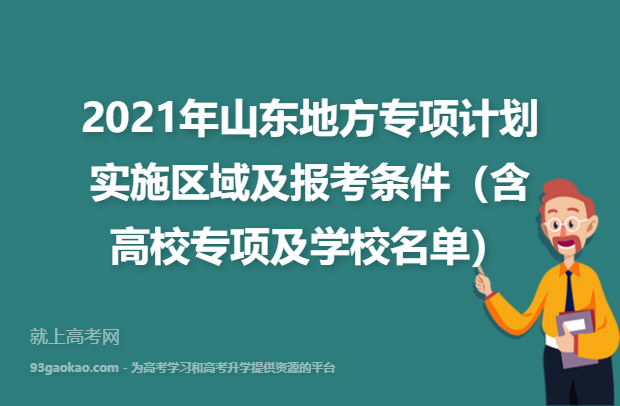 2021年山东地方专项计划
实施区域及报考条件（含
高校专项及学校名单）
就上高考网
93gaokao.com - 为高考学习和高考升学提供资源的平台